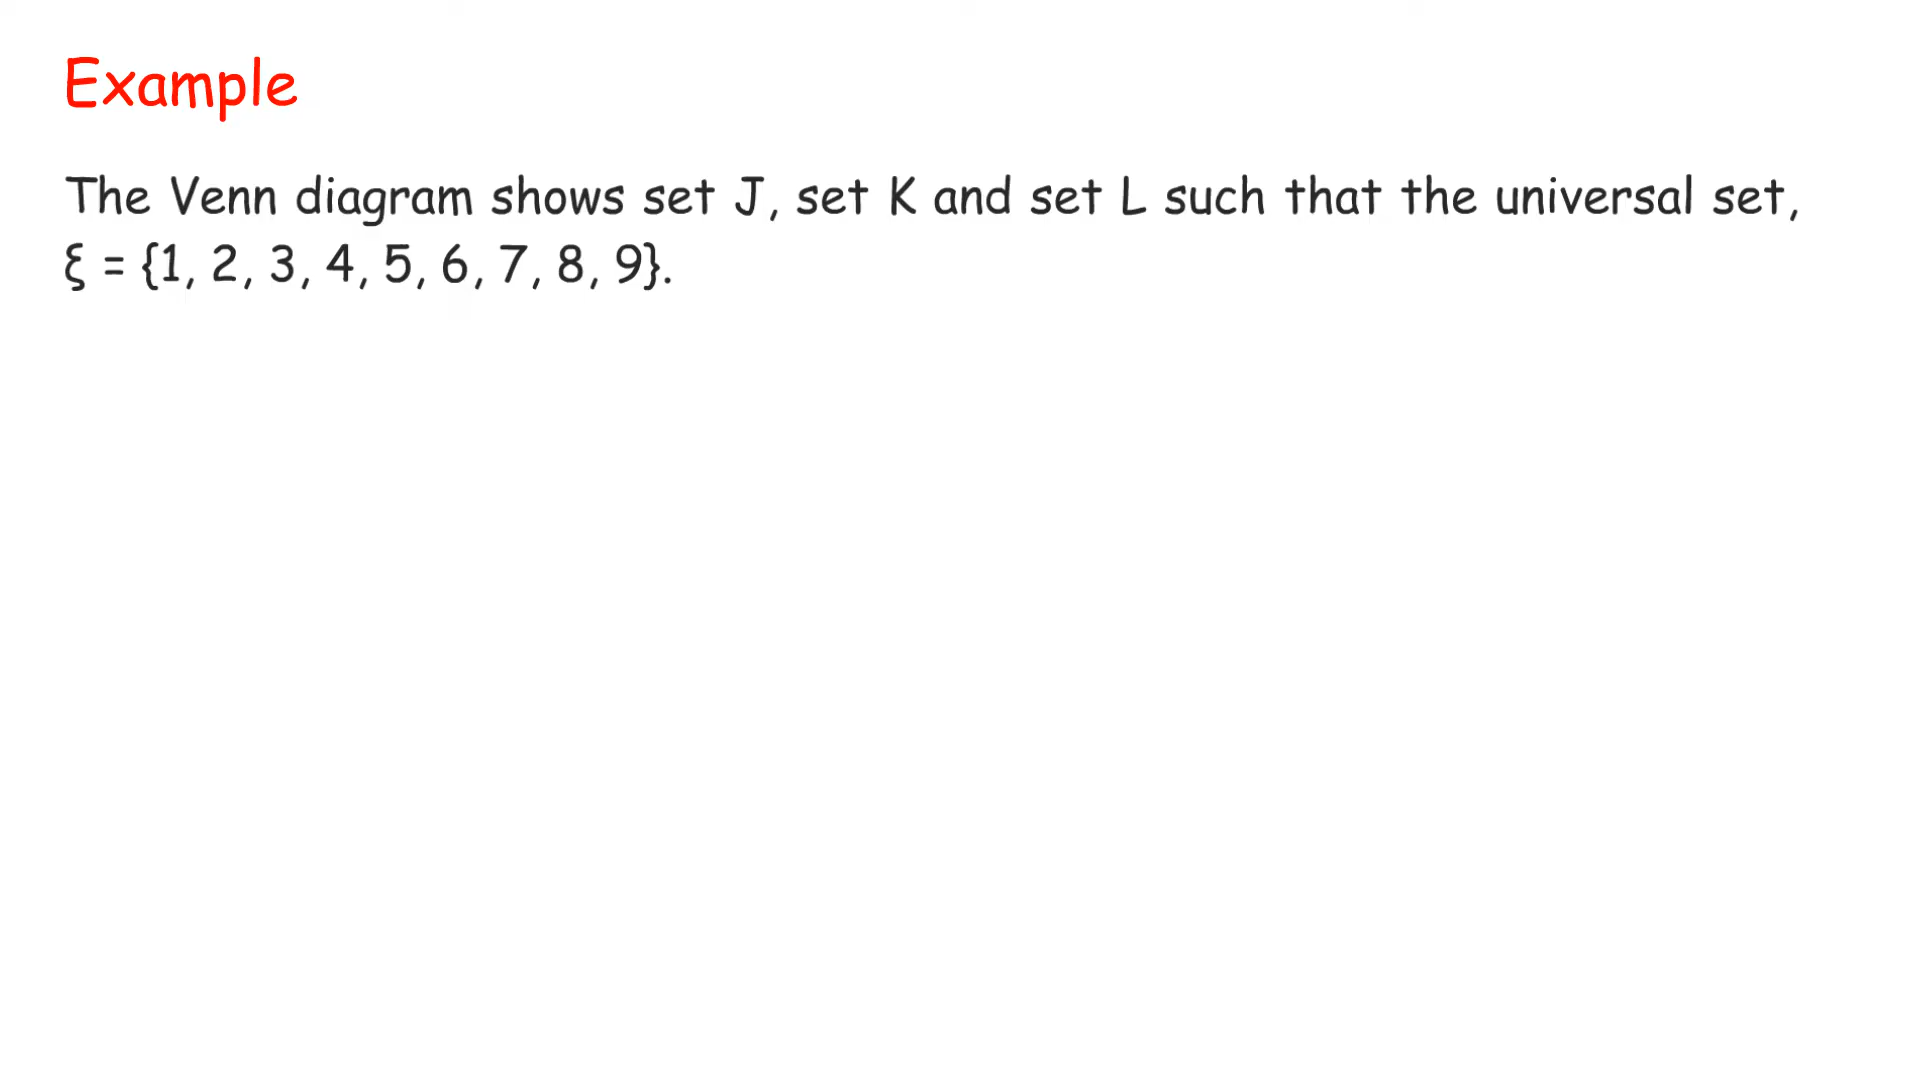 Example
The Venn diagram shows set J, set K and set L such that the universal set,
ξ = {1, 2, 3, 4, 5, 6, 7, 8, 9}.